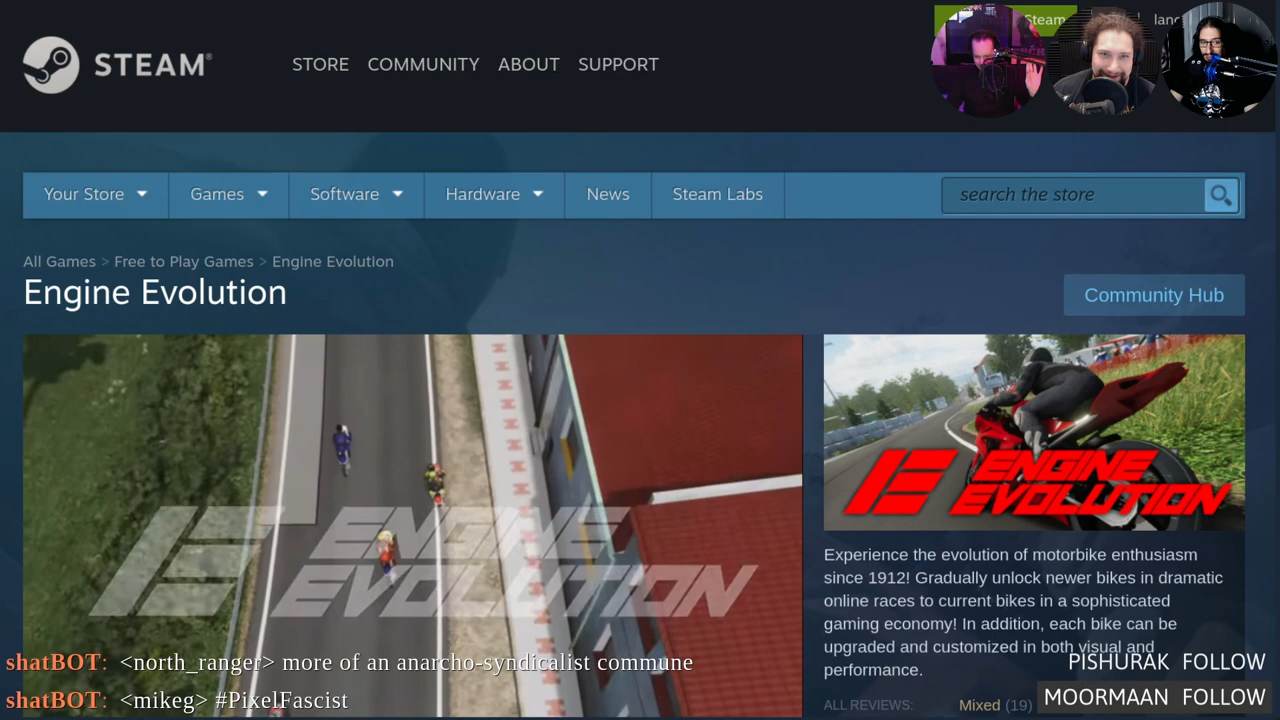 Steam
lan
STEAM®
STORE COMMUNITY ABOUT SUPPORT
Your Store Games Software Hardware News Steam Labs
search the store
All Games > Free to Play Games > Engine Evolution
Engine Evolution
Community Hub
ENGINE
EVOLUTION
ENGINE
EVOLUTION
Experience the evolution of motorbike enthusiasm
since 1912! Gradually unlock newer bikes in dramatic
online races to current bikes in a sophisticated
gaming economy! In addition, each bike can be
upgraded and customized in both visual and
performance.
ALL REVIEWS: Mixed (19)
shatBOT: <north_ranger> more of an anarcho-syndicalist commune
shatBOT: <mikeg> #PixelFascist
PISHURAK FOLLOW
MOORMAAN FOLLOW